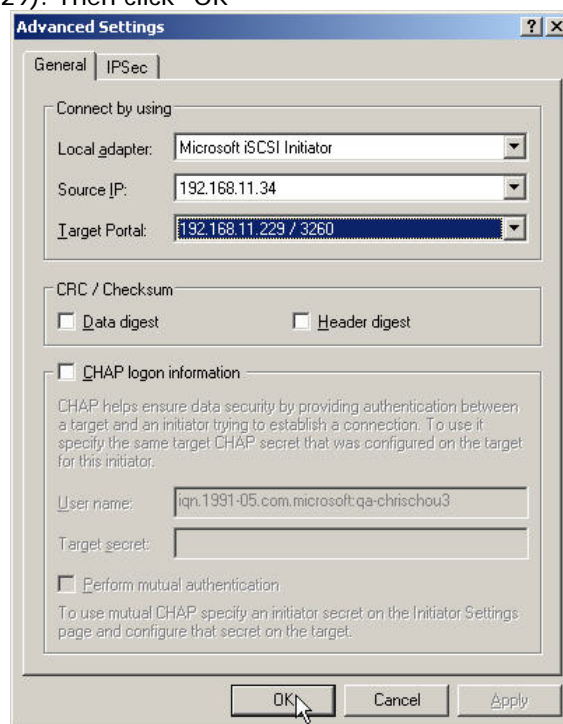 29). Then click "OK"
Advanced Settings
General IPSec
Connect by using
Local adapter: Microsoft iSCSI Initiator
Source IP: 192.168.11.34
Target Portal: 192.168.11.229 / 3260
CRC / Checksum
Data digest Header digest
CHAP logon information
CHAP helps ensure data security by providing authentication between
a target and an initiator trying to establish a connection. To use it
specify the same target CHAP secret that was configured on the target
for this initiator.
User name: iqn.1991-05.com.microsoft:qa-chrischou3
Target secret:
Perform mutual authentication
To use mutual CHAP specify an initiator secret on the Initiator Settings
page and configure that secret on the target.
OK Cancel Apply